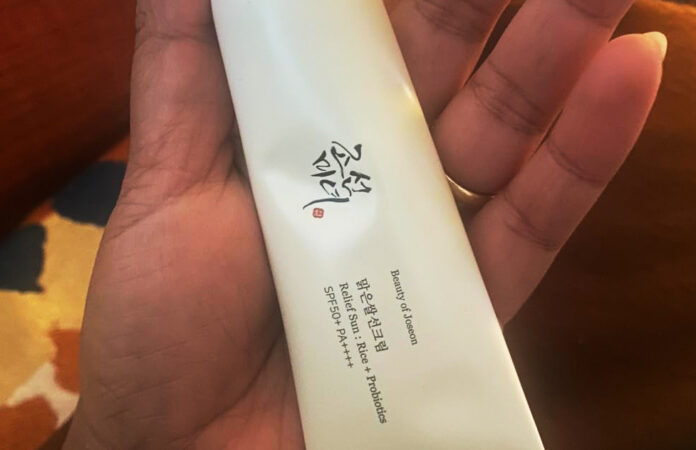 조선
미녀
Beauty of Joseon
맑은쌀선크림
Relief Sun : Rice + Probiotics
SPF50+ PA++++